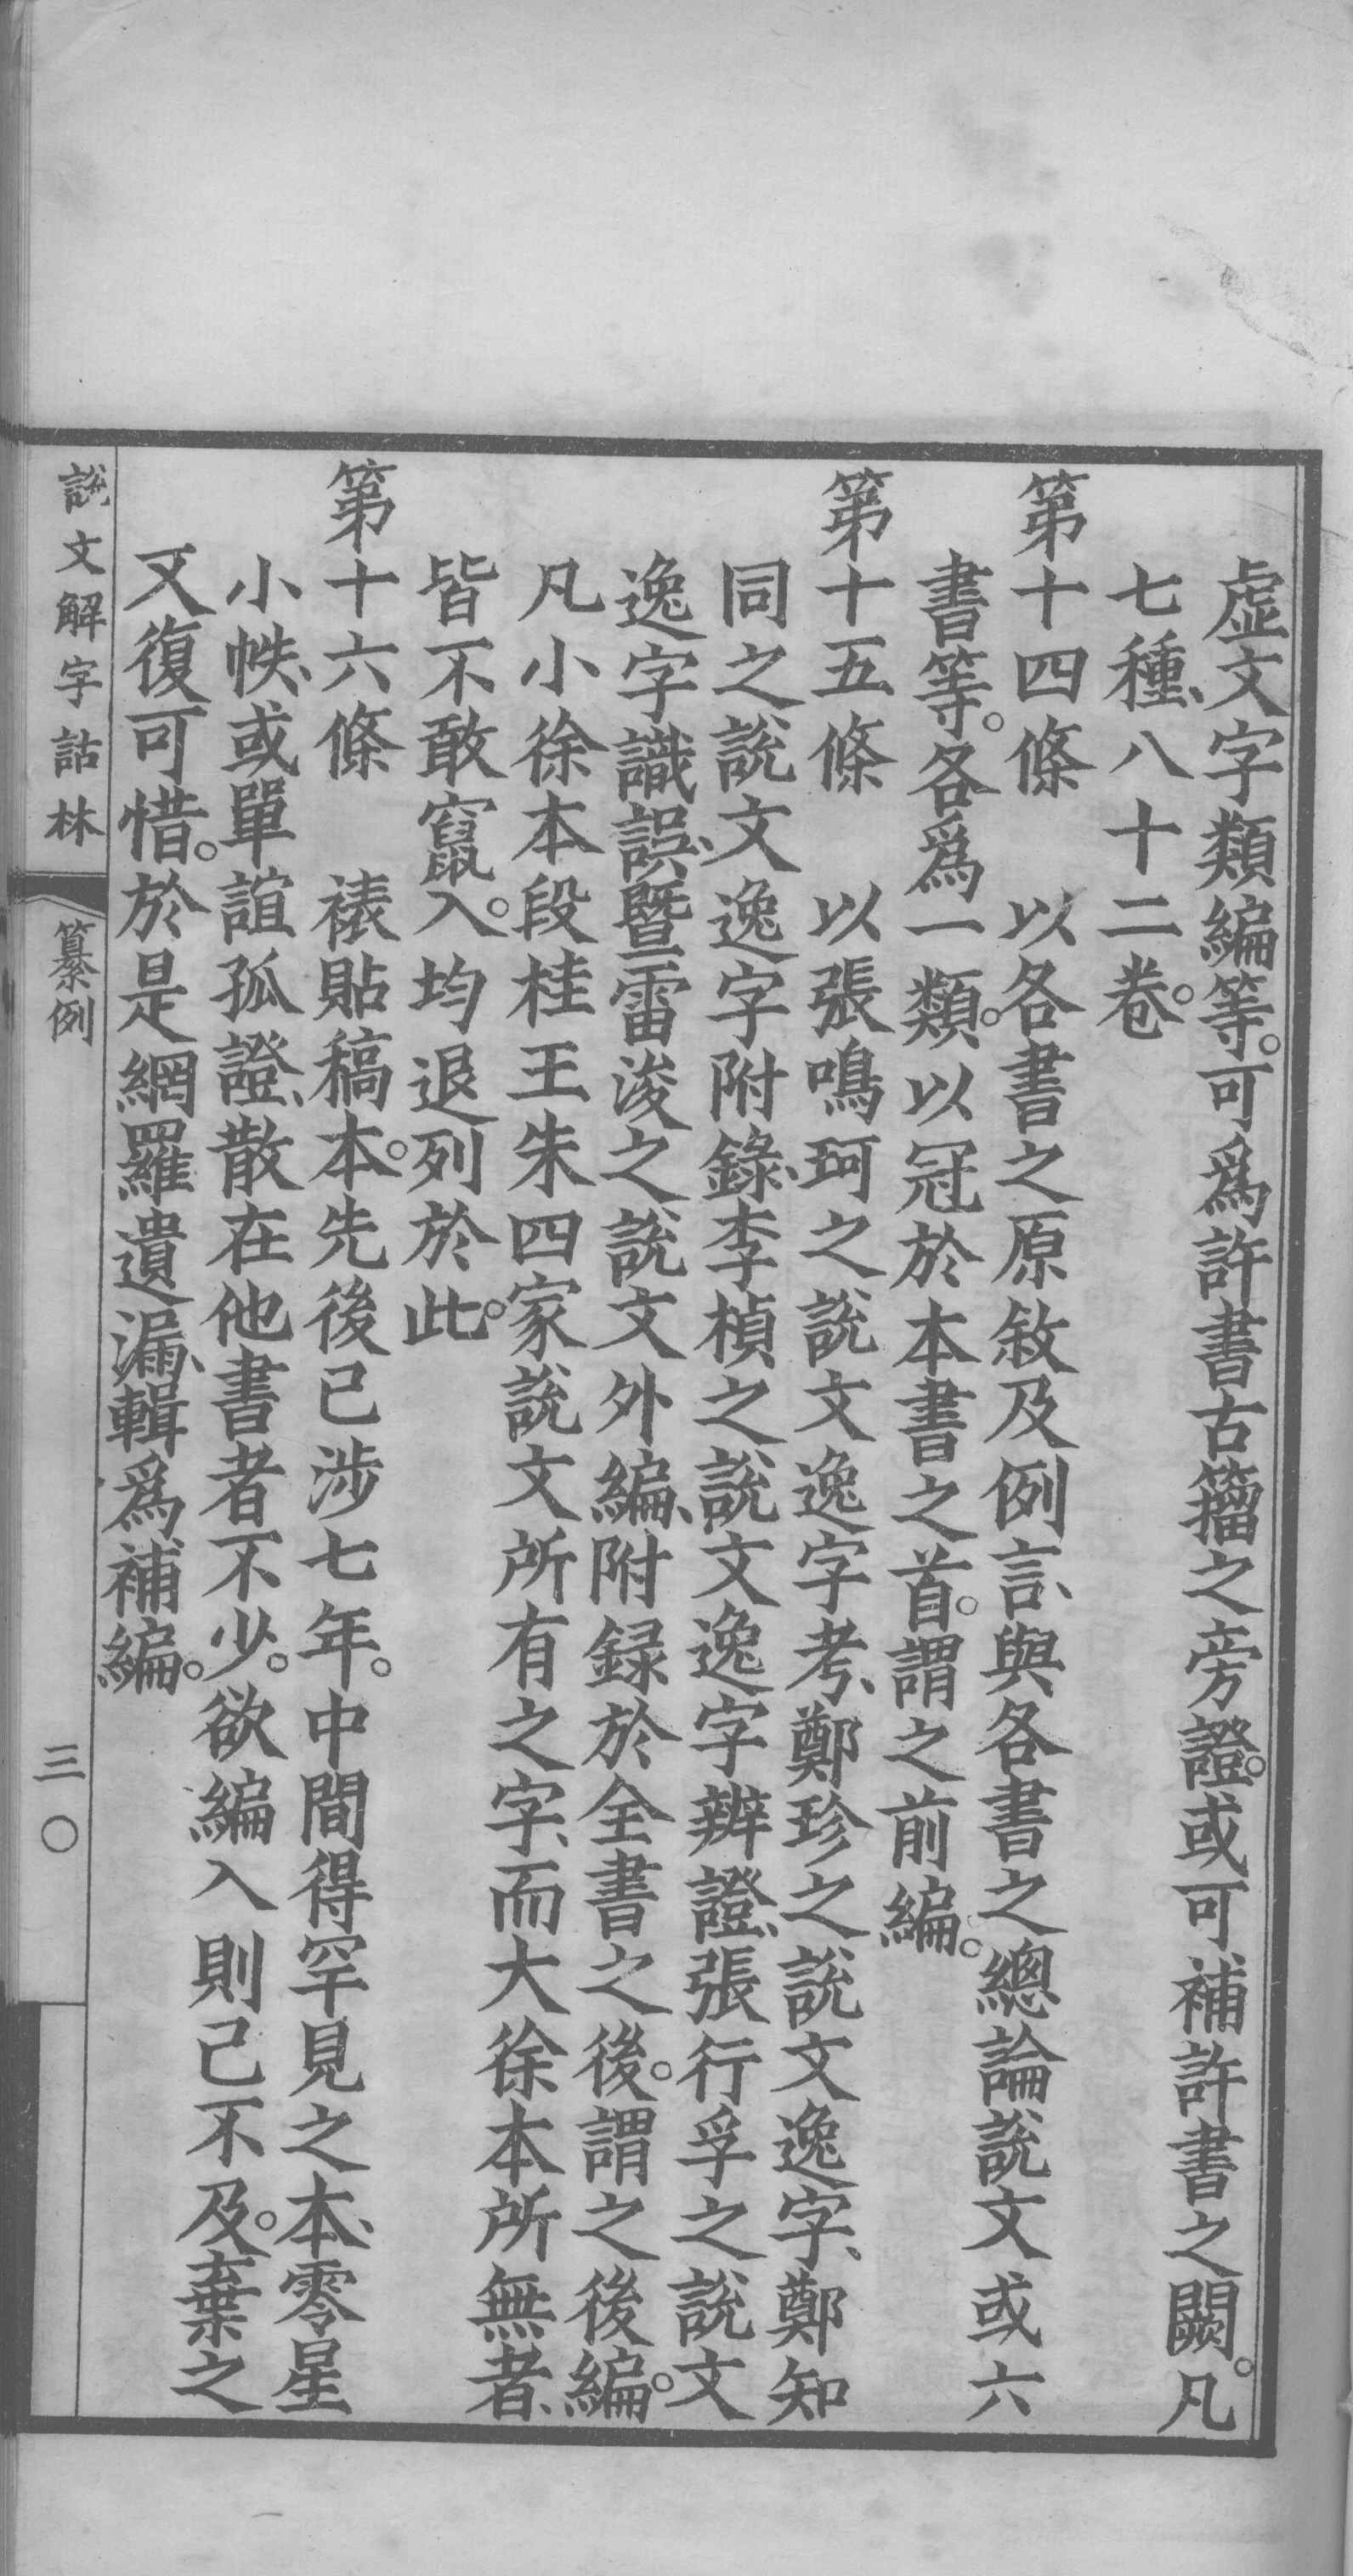 虛文字類編等。可爲許書古籀之旁證。或可補許書之闕。凡
七種、八十二卷。
第十四條　以各書之原敘及例言、與各書之總論說文或六
書等。各爲一類。以冠於本書之首。謂之前編。
第十五條　以張鳴珂之說文逸字考、鄭珍之說文逸字、鄭知
同之說文逸字附錄、李楨之說文逸字辨證、張行孚之說文
逸字識誤、暨雷浚之說文外編、附録於全書之後。謂之後編。
凡小徐本段桂王朱四家說文所有之字、而大徐本所無者、
皆不敢竄入。均退列於此。
第十六條　裱貼稿本。先後已涉七年。中間得罕見之本、零星
小帙、或單誼孤證、散在他書者不少。欲編入則已不及。棄之
又復可惜。於是網羅遺漏、輯爲補編。
說文解字詁林　纂例　三〇